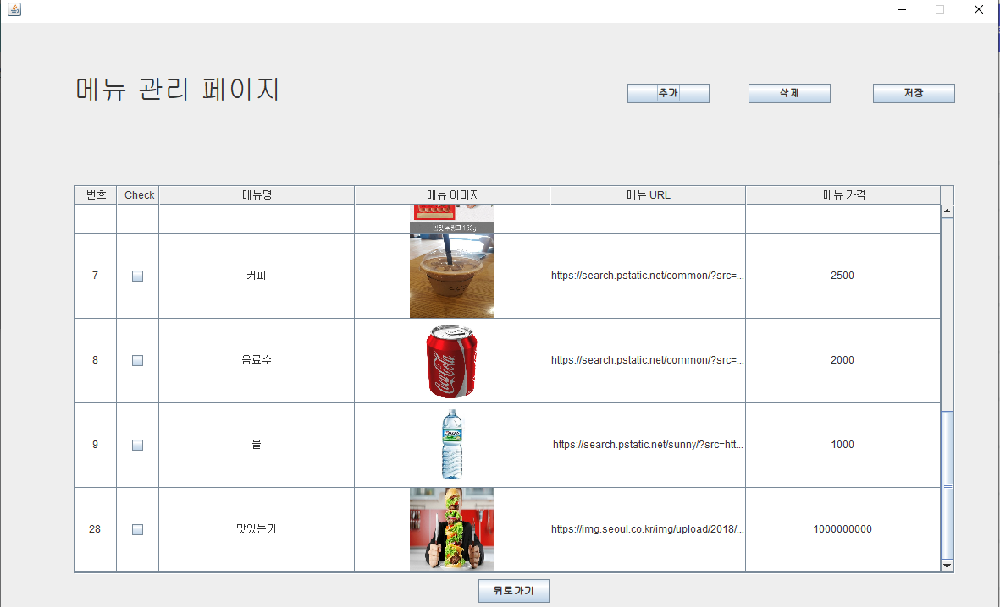 메뉴 관리 페이지
추가 삭제 저장
번호 Check 메뉴명 메뉴 이미지 메뉴 URL 메뉴 가격
150g
7 커피 https://search.pstatic.net/common/?src=... 2500
8 음료수 Coca-Cola https://search.pstatic.net/common/?src=... 2000
9 물 https://search.pstatic.net/sunny/?src=htt... 1000
28 맛있는거 https://img.seoul.co.kr/img/upload/2018/... 1000000000
뒤로가기